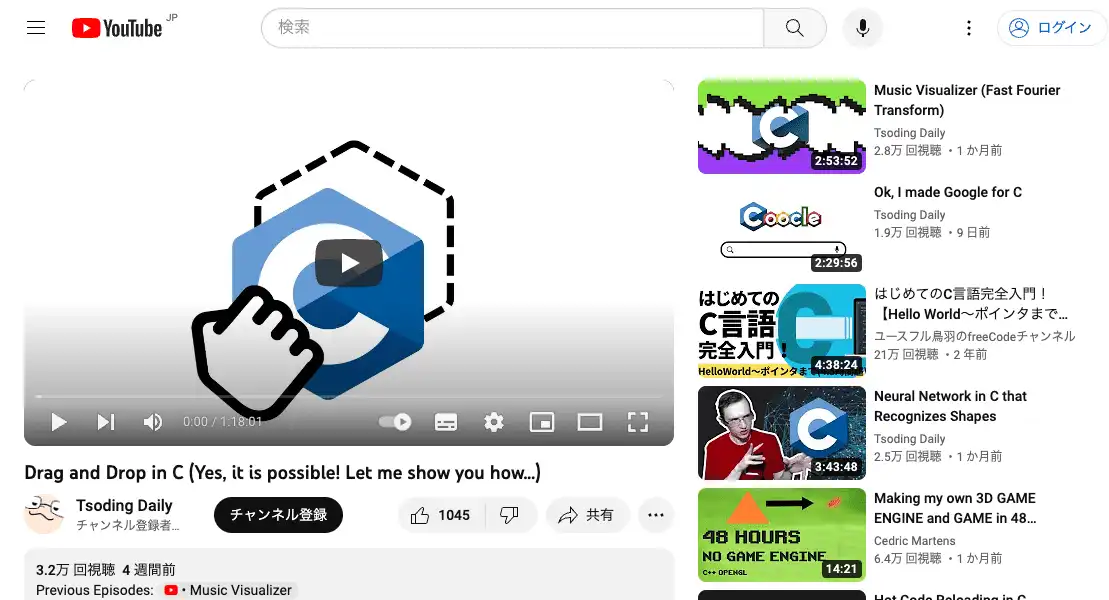 YouTube JP
検索
ログイン
0:00 / 1:18:01
Drag and Drop in C (Yes, it is possible! Let me show you how...)
Tsoding Daily
チャンネル登録者...
チャンネル登録
1045
共有
3.2万 回視聴 4 週間前
Previous Episodes: • Music Visualizer
2:53:52
Music Visualizer (Fast Fourier
Transform)
Tsoding Daily
2.8万 回視聴 ・1 か月前
Coogle
2:29:56
Ok, I made Google for C
Tsoding Daily
1.9万 回視聴 ・9 日前
はじめての
C言語
完全入門！
HelloWorld〜ポインタまで
4:38:24
はじめてのC言語完全入門！
【Hello World〜ポインタまで…
ユースフル鳥羽のfreeCodeチャンネル
21万 回視聴 ・2 年前
3:43:48
Neural Network in C that
Recognizes Shapes
Tsoding Daily
2.5万 回視聴 ・1 か月前
48 HOURS
NO GAME ENGINE
C++ OPENGL
14:21
Making my own 3D GAME
ENGINE and GAME in 48…
Cedric Martens
6.4万 回視聴 ・1 か月前
Hot Code Reloading in C